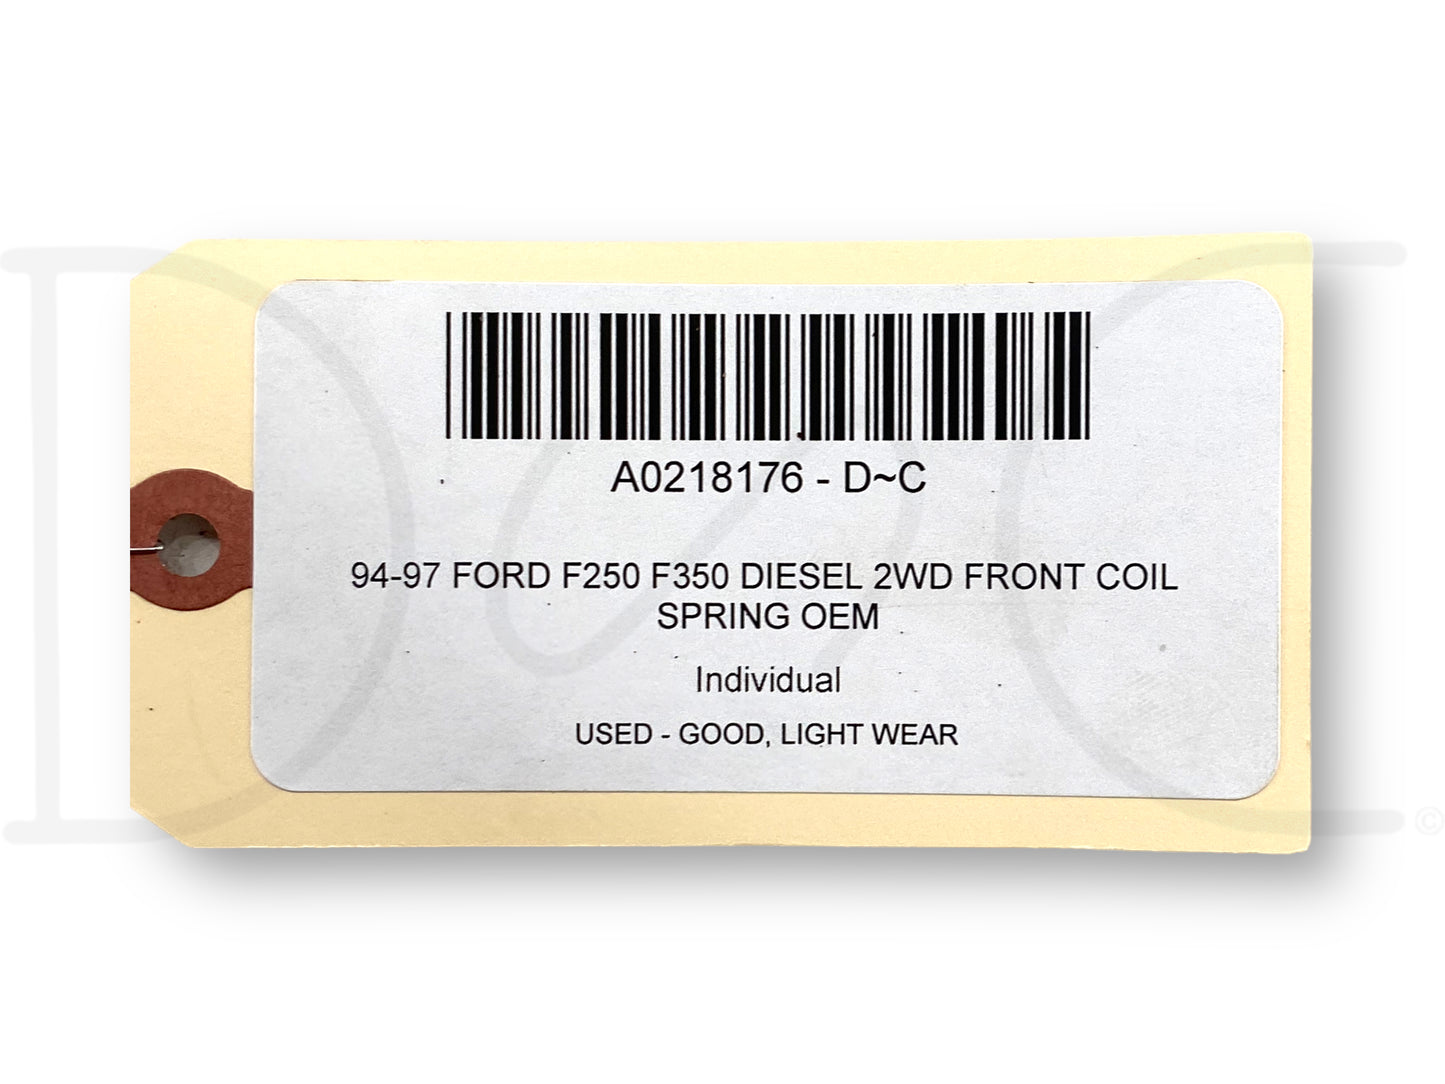 A0218176 - D~C
94-97 FORD F250 F350 DIESEL 2WD FRONT COIL
SPRING OEM
Individual
USED - GOOD, LIGHT WEAR
D C ©